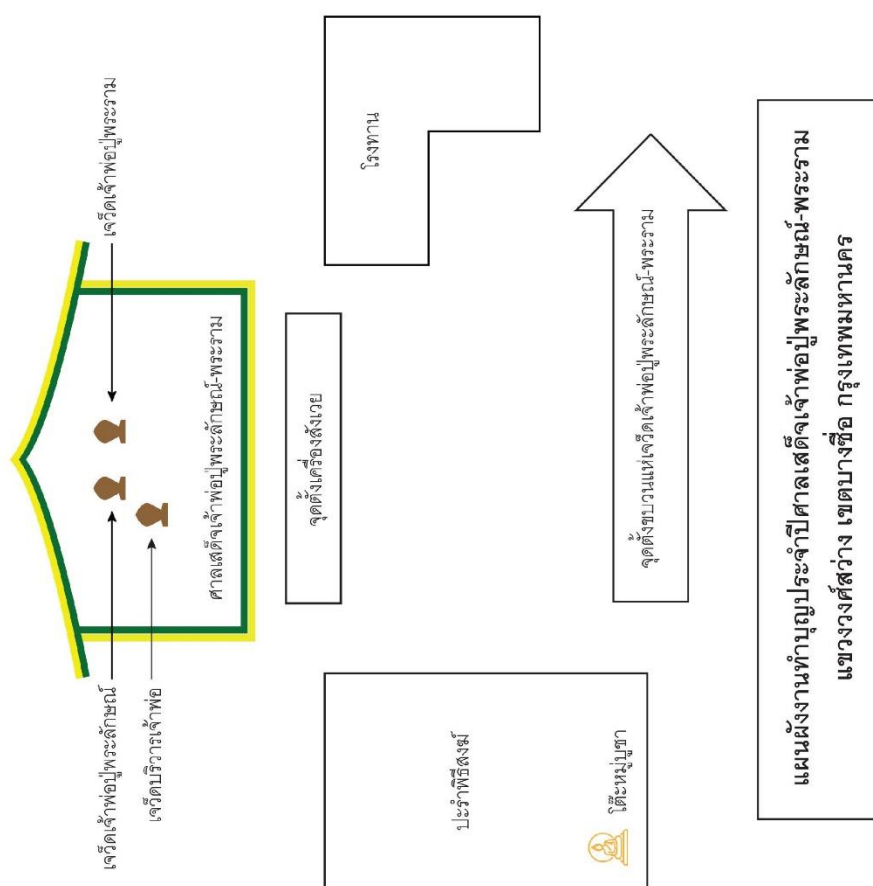 เจว็ดเจ้าพ่อปู่พระราม
เจว็ดเจ้าพ่อปู่พระลักษณ์
เจว็ดบริวารเจ้าพ่อ
ศาลเสด็จเจ้าพ่อปู่พระลักษณ์-พระราม
จุดตั้งเครื่องสังเวย
โรงทาน
ปะรำพิธีสงฆ์
โต๊ะหมู่บูชา
จุดตั้งขบวนแห่เจว็ดเจ้าพ่อปู่พระลักษณ์-พระราม
แผนผังงานทำบุญประจำปีศาลเสด็จเจ้าพ่อปู่พระลักษณ์-พระราม
แขวงวงศ์สว่าง เขตบางซื่อ กรุงเทพมหานคร